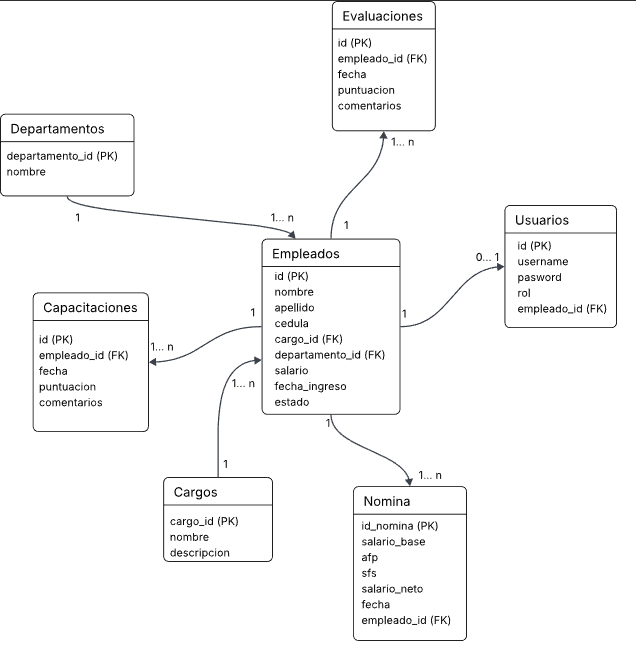 Evaluaciones
id (PK)
empleado_id (FK)
fecha
puntuacion
comentarios
1... n
1
Departamentos
departamento_id (PK)
nombre
1
1... n
Usuarios
id (PK)
username
pasword
rol
empleado_id (FK)
0... 1
1
Empleados
id (PK)
nombre
apellido
cedula
cargo_id (FK)
departamento_id (FK)
salario
fecha_ingreso
estado
Capacitaciones
id (PK)
empleado_id (FK)
fecha
puntuacion
comentarios
1
1... n
1... n
1
Cargos
cargo_id (PK)
nombre
descripcion
1
1... n
Nomina
id_nomina (PK)
salario_base
afp
sfs
salario_neto
fecha
empleado_id (FK)